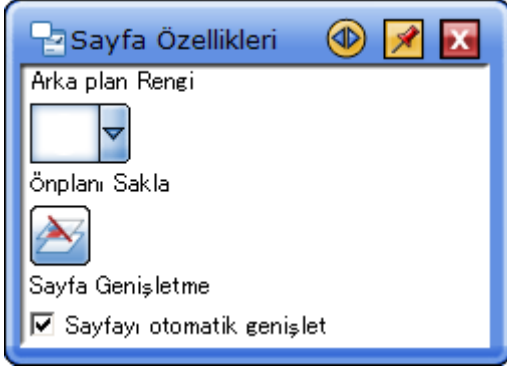 Sayfa Özellikleri
Arka plan Rengi
Önplanı Sakla
Sayfa Genişletme
Sayfayı otomatik genişlet